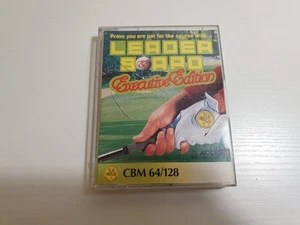 Prove you are par for the course with...
LEADER
BOARD
Executive Edition
CBM 64/128